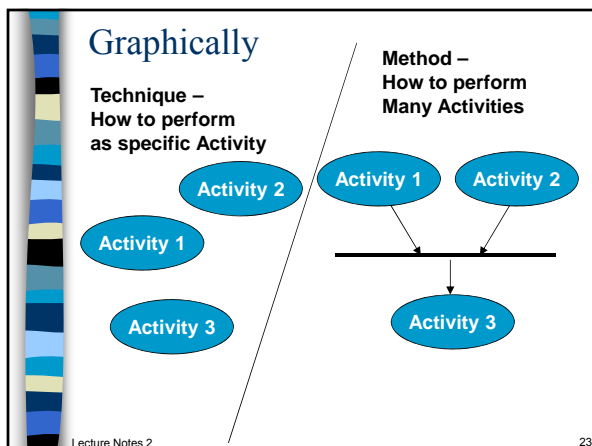 Graphically
Technique –
How to perform
as specific Activity
Activity 2
Activity 1
Activity 3
Method –
How to perform
Many Activities
Activity 1
Activity 2
Activity 3
Lecture Notes 2
23